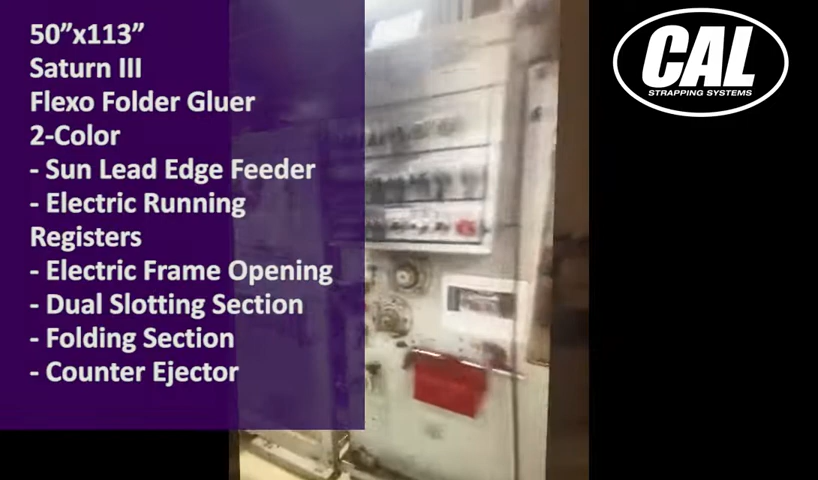 50”x113”
Saturn III
Flexo Folder Gluer
2-Color
- Sun Lead Edge Feeder
- Electric Running
Registers
- Electric Frame Opening
- Dual Slotting Section
- Folding Section
- Counter Ejector
CAL
STRAPPING SYSTEMS